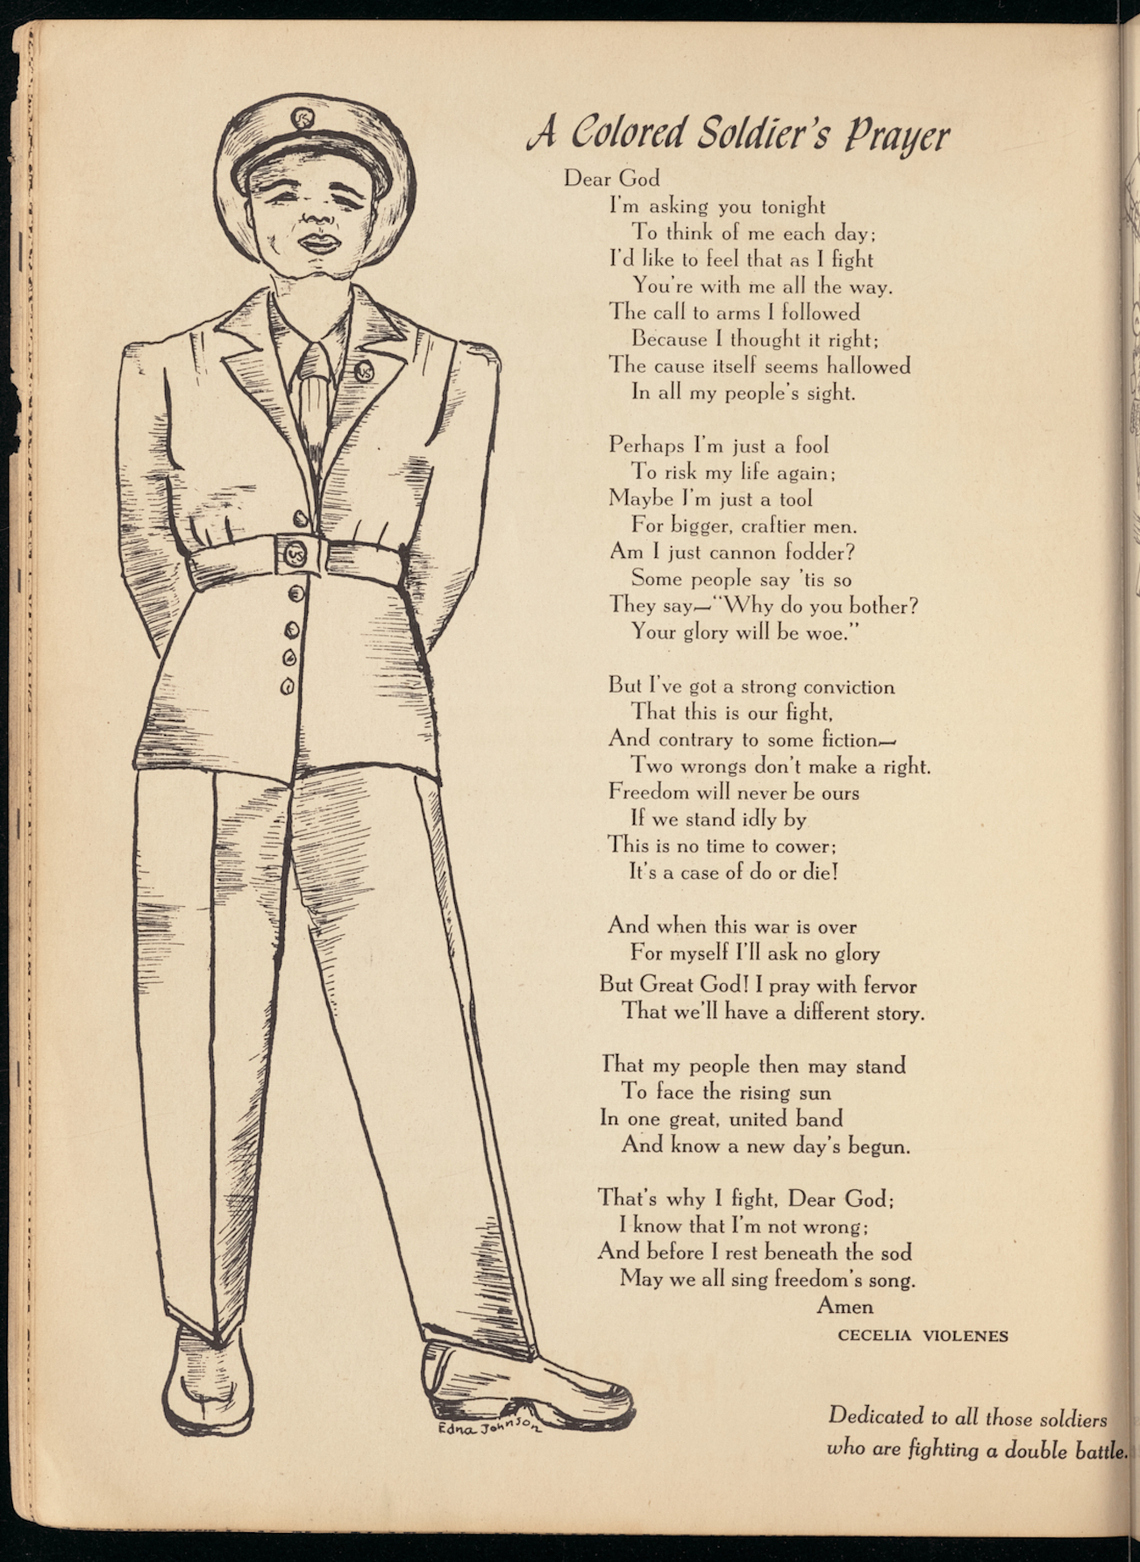 A Colored Soldier's Prayer
Dear God
I'm asking you tonight
To think of me each day;
I'd like to feel that as I fight
You're with me all the way.
The call to arms I followed
Because I thought it right;
The cause itself seems hallowed
In all my people's sight.
Perhaps I'm just a fool
To risk my life again;
Maybe I'm just a tool
For bigger, craftier men.
Am I just cannon fodder?
Some people say 'tis so
They say—"Why do you bother?
Your glory will be woe."
But I've got a strong conviction
That this is our fight,
And contrary to some fiction—
Two wrongs don't make a right.
Freedom will never be ours
If we stand idly by
This is no time to cower;
It's a case of do or die!
And when this war is over
For myself I'll ask no glory
But Great God! I pray with fervor
That we'll have a different story.
That my people then may stand
To face the rising sun
In one great, united band
And know a new day's begun.
That's why I fight, Dear God;
I know that I'm not wrong;
And before I rest beneath the sod
May we all sing freedom's song.
Amen
CECELIA VIOLENES
Dedicated to all those soldiers
who are fighting a double battle.
US
US
US
Edna Johnson